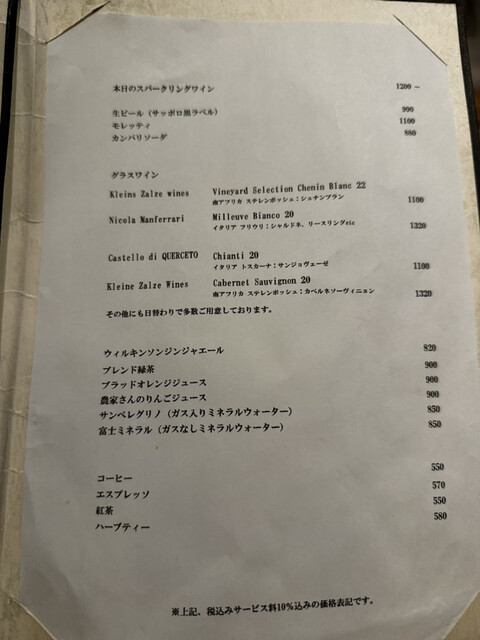 本日のスパークリングワイン 1200 ~
生ビール (サッポロ黒ラベル) 990
モレッティ 1100
カンパリソーダ 880
グラスワイン
Kleins Zalze wines Vineyard Selection Chenin Blanc 22
南アフリカ ステレンボッシュ:シュナンブラン 1100
Nicola Manferrari Milleuve Bianco 20
イタリア フリウリ:シャルドネ、リースリングetc 1320
Castello di QUERCETO Chianti 20
イタリア トスカーナ:サンジョヴェーゼ 1100
Kleine Zalze Wines Cabernet Sauvignon 20
南アフリカ ステレンボッシュ:カベルネソーヴィニョン 1320
その他にも日替わりで多数ご用意しております。
ウィルキンソンジンジャエール 820
ブレンド緑茶 900
ブラッドオレンジジュース 900
農家さんのりんごジュース 900
サンペレグリノ (ガス入りミネラルウォーター) 850
富士ミネラル (ガスなしミネラルウォーター) 850
コーヒー 550
エスプレッソ 570
紅茶 550
ハーブティー 580
※上記、税込みサービス料10%込みの価格表記です。